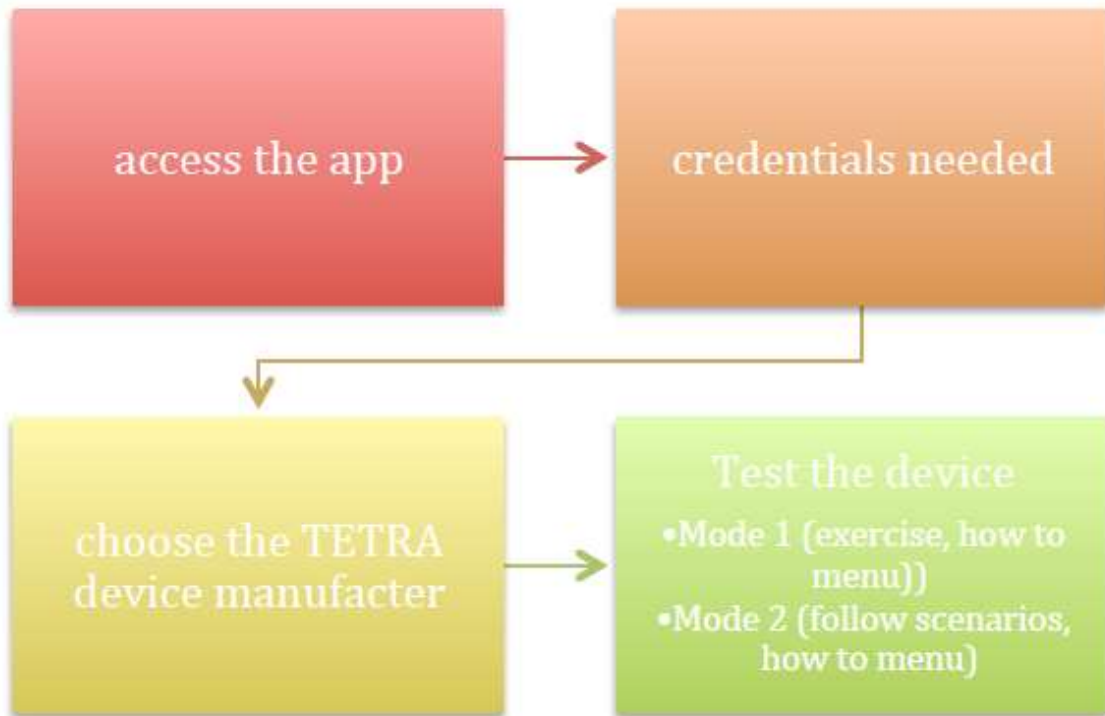 access the app
credentials needed
choose the TETRA
device manufacter
Test the device
•Mode 1 (exercise, how to
menu))
•Mode 2 (follow scenarios,
how to menu)